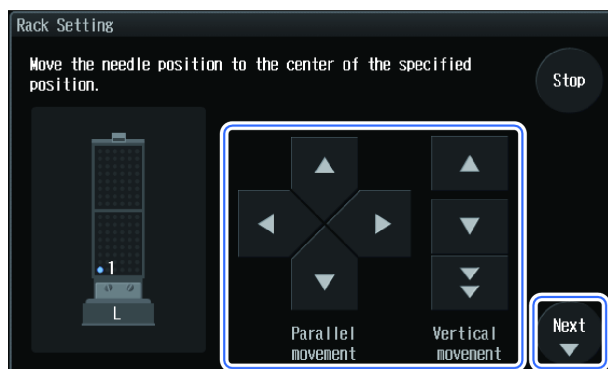 Rack Setting
Move the needle position to the center of the specified
position.
Stop
1
L
Parallel
movement
Vertical
movement
Next